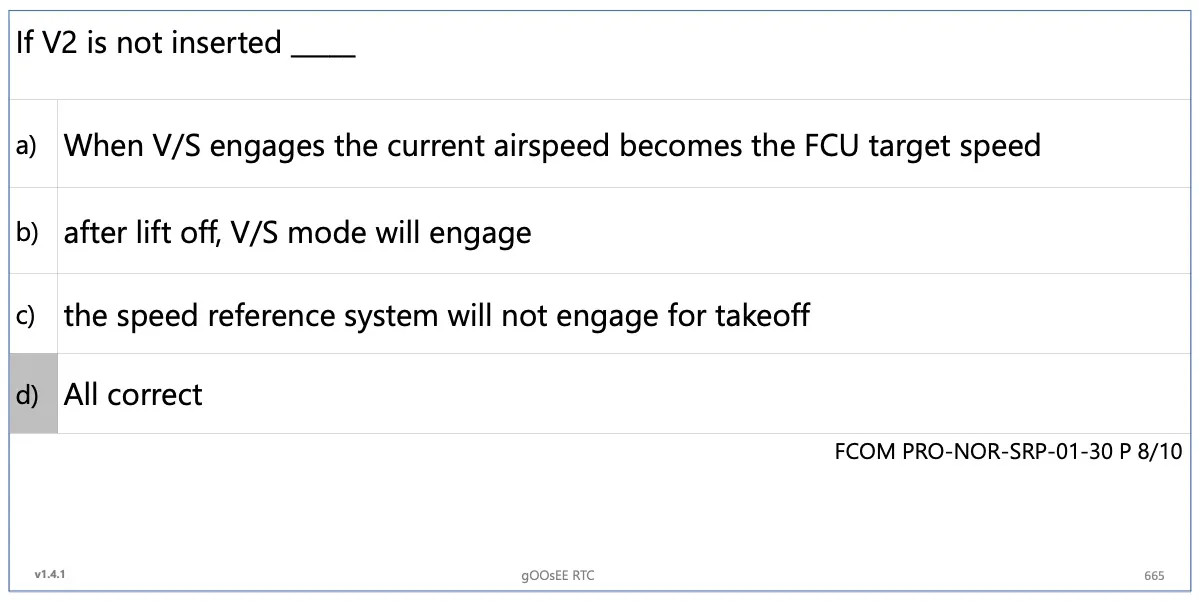 If V2 is not inserted _____
a) When V/S engages the current airspeed becomes the FCU target speed
b) after lift off, V/S mode will engage
c) the speed reference system will not engage for takeoff
d) All correct
FCOM PRO-NOR-SRP-01-30 P 8/10
v1.4.1 gOOsEE RTC 665